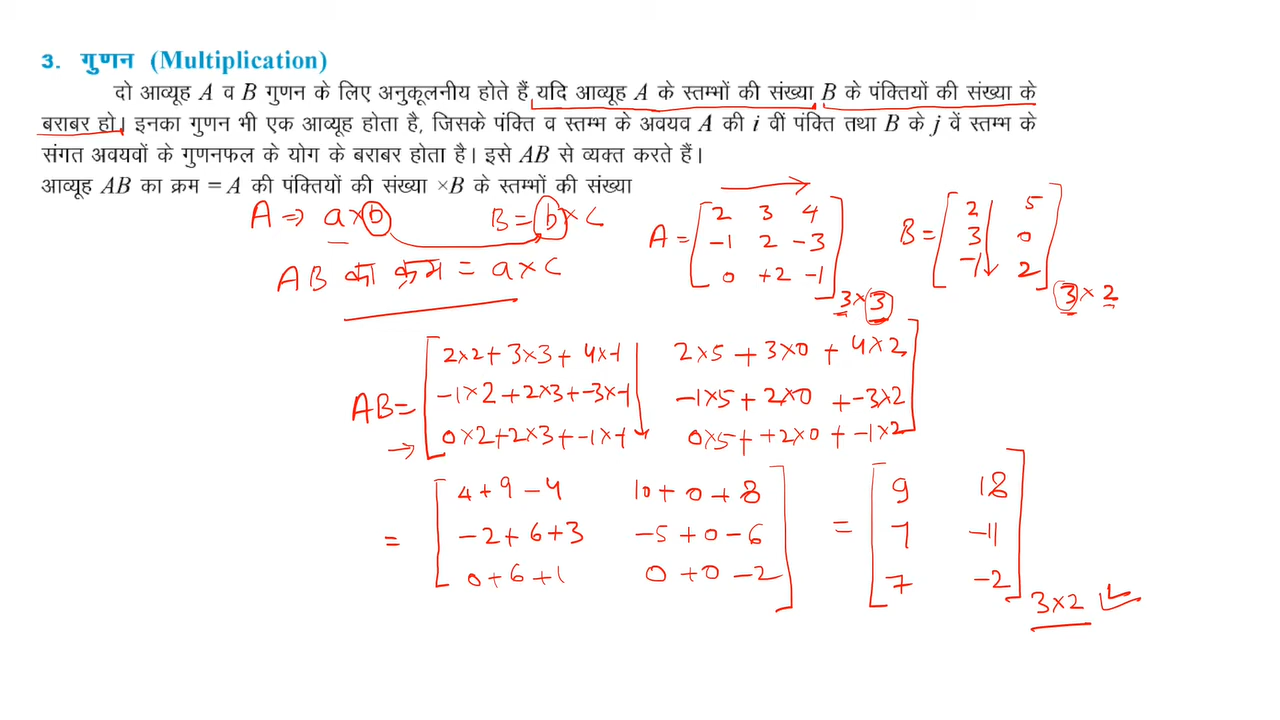 3. गुणन (Multiplication)
दो आव्यूह A व B गुणन के लिए अनुकूलनीय होते हैं यदि आव्यूह A के स्तम्भों की संख्या B के पंक्तियों की संख्या के
बराबर हो। इनका गुणन भी एक आव्यूह होता है, जिसके पंक्ति व स्तम्भ के अवयव A की i वीं पंक्ति तथा B के j वें स्तम्भ के
संगत अवयवों के गुणनफल के योग के बराबर होता है। इसे AB से व्यक्त करते हैं।
आव्यूह AB का क्रम = A की पंक्तियों की संख्या ×B के स्तम्भों की संख्या
A ⇒ a×b B = b×c
AB का क्रम = a×c
A =
2 3 4
-1 2 -3
0 +2 -1
3×3
B =
2 5
3 0
-1 2
3×2
AB =
2×2+3×3+4×-1 2×5+3×0+4×2
-1×2+2×3+-3×-1 -1×5+2×0+-3×2
→ 0×2+2×3+-1×-1 0×5++2×0+-1×2
=
4+9-4 10+0+8
-2+6+3 -5+0-6
0+6+1 0+0-2
=
9 18
7 -11
7 -2
3×2